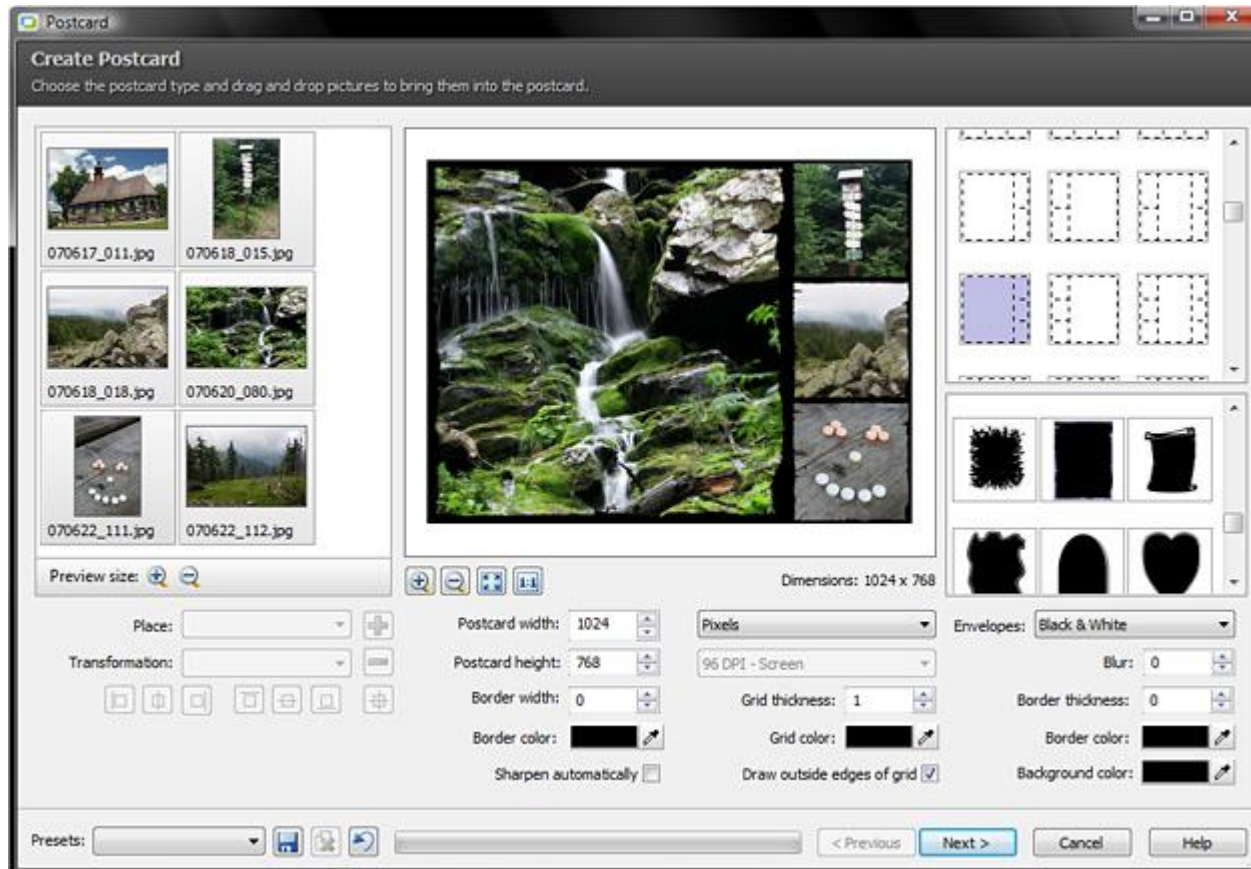 Postcard
Create Postcard
Choose the postcard type and drag and drop pictures to bring them into the postcard.
070617_011.jpg 070618_015.jpg
070618_018.jpg 070620_080.jpg
070622_111.jpg 070622_112.jpg
Preview size:
1:1
Dimensions: 1024 x 768
Place:
Transformation:
Postcard width: 1024
Postcard height: 768
Border width: 0
Border color:
Sharpen automatically
Pixels
96 DPI - Screen
Grid thickness: 1
Grid color:
Draw outside edges of grid
Envelopes: Black & White
Blur: 0
Border thickness: 0
Border color:
Background color:
Presets:
< Previous
Next >
Cancel
Help